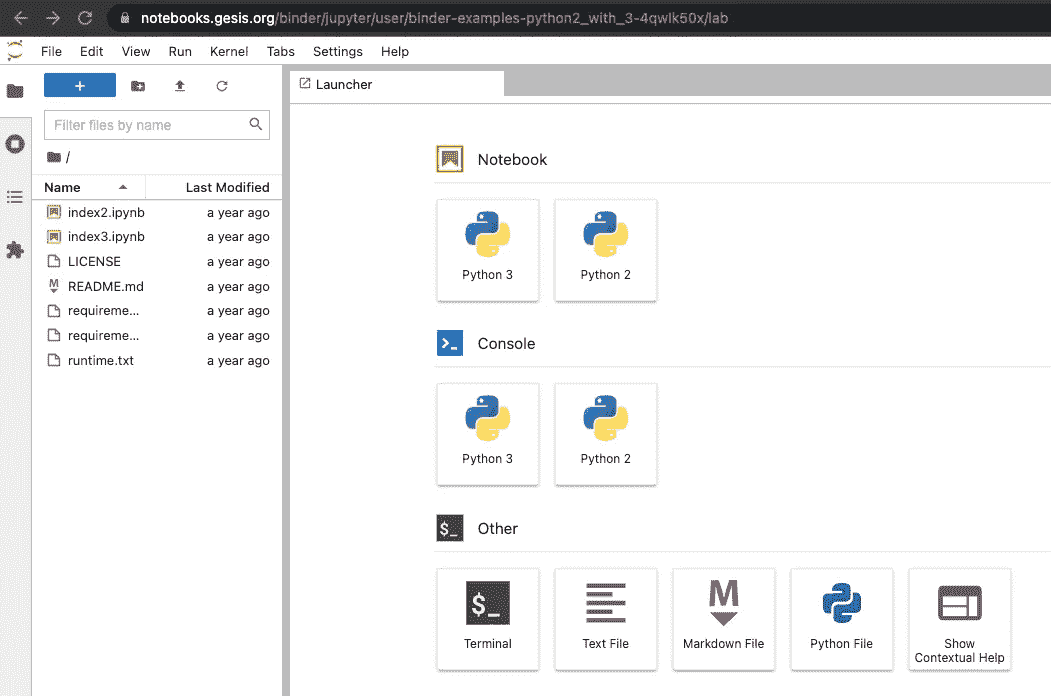 notebooks.gesis.org/binder/jupyter/user/binder-examples-python2_with_3-4qwlk50x/lab
File Edit View Run Kernel Tabs Settings Help
+
Launcher
Filter files by name
/
Name Last Modified
index2.ipynb a year ago
index3.ipynb a year ago
LICENSE a year ago
M README.md a year ago
requireme... a year ago
requireme... a year ago
runtime.txt a year ago
Notebook
Python 3 Python 2
>_ Console
Python 3 Python 2
$_ Other
$_ M
Terminal Text File Markdown File Python File Show
Contextual Help